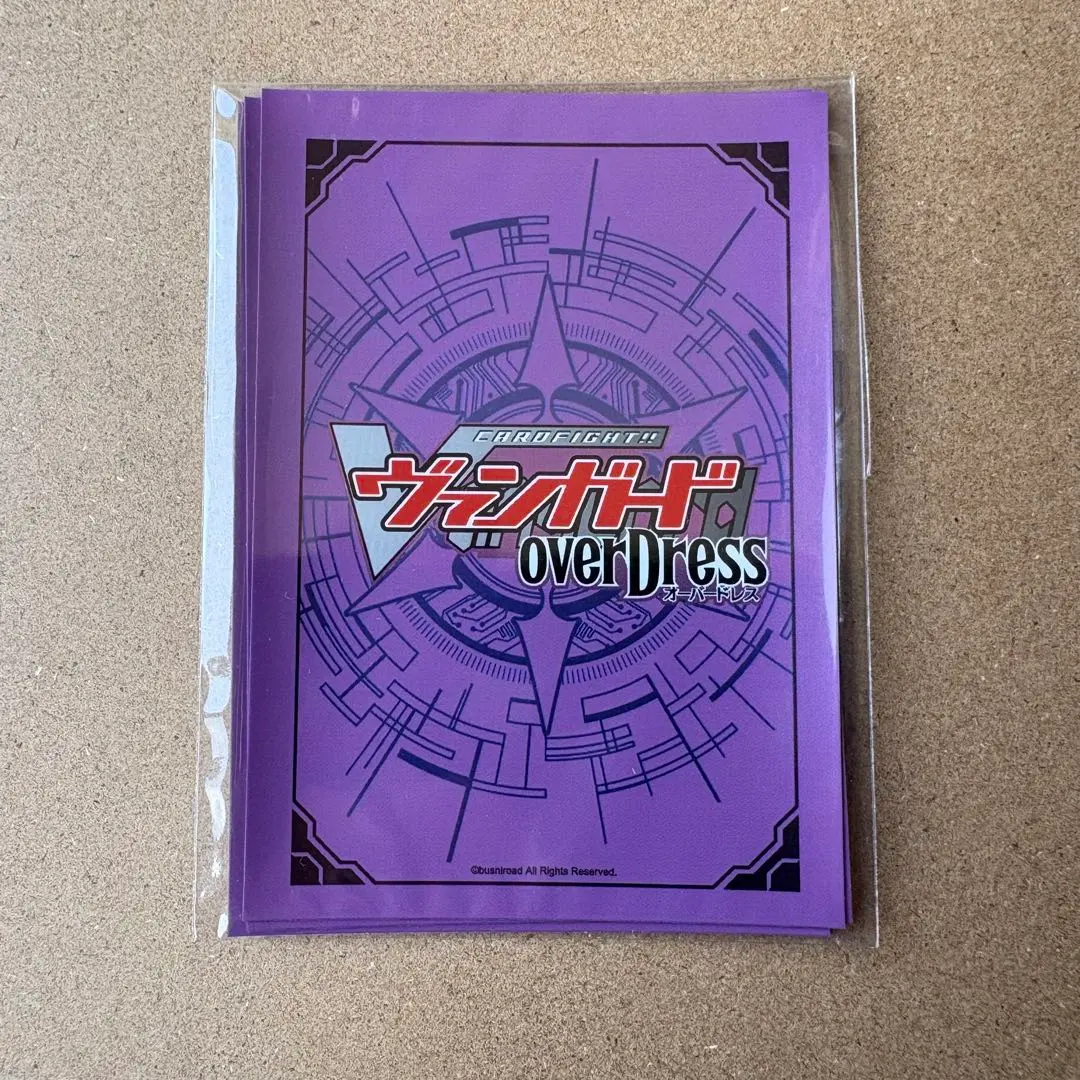 CARDFIGHT!!
ヴァンガード
overDress
オーバードレス
©bushiroad All Rights Reserved.